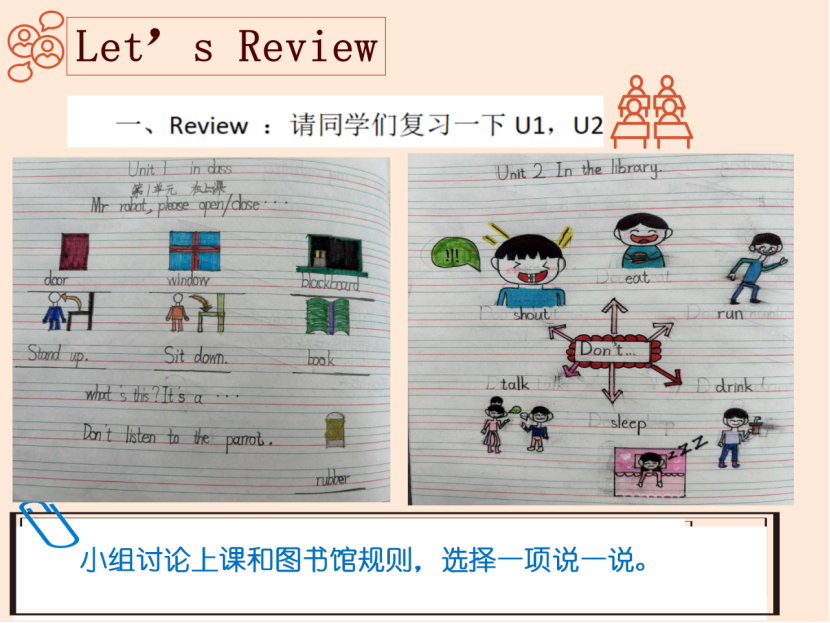 Let's Review
一、Review ：请同学们复习一下 U1，U2
Unit 1 in class
第1单元 在上课
Mr robot, please open/close ···
door window blackboard
Stand up. Sit down. book
what's this? It's a ···
Don't listen to the parrot.
rubber
Unit 2 In the library.
!!!
eat
shout run
Don't...
talk drink
sleep
zzz
小组讨论上课和图书馆规则，选择一项说一说。